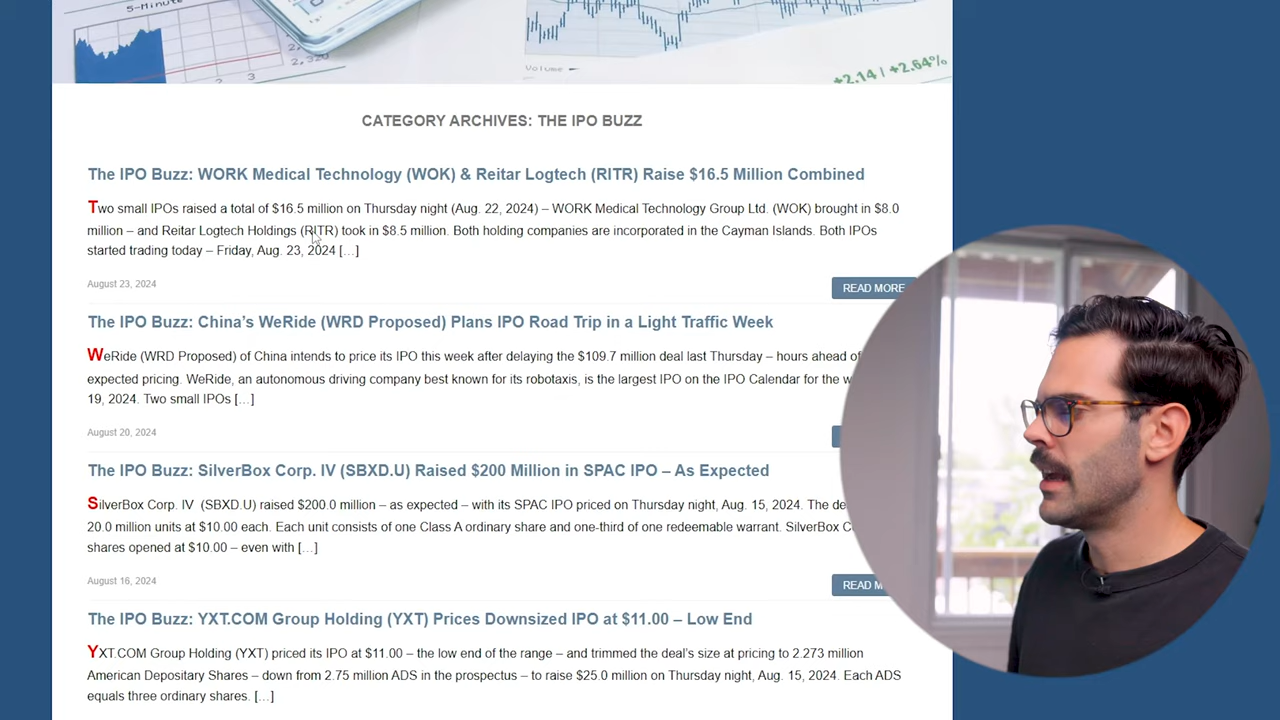 5-Minute
2,
2,320
3
2
Volume
+2.14 | +2.64%
CATEGORY ARCHIVES: THE IPO BUZZ
The IPO Buzz: WORK Medical Technology (WOK) & Reitar Logtech (RITR) Raise $16.5 Million Combined
Two small IPOs raised a total of $16.5 million on Thursday night (Aug. 22, 2024) – WORK Medical Technology Group Ltd. (WOK) brought in $8.0
million – and Reitar Logtech Holdings (RITR) took in $8.5 million. Both holding companies are incorporated in the Cayman Islands. Both IPOs
started trading today – Friday, Aug. 23, 2024 […]
August 23, 2024
READ MORE
The IPO Buzz: China’s WeRide (WRD Proposed) Plans IPO Road Trip in a Light Traffic Week
WeRide (WRD Proposed) of China intends to price its IPO this week after delaying the $109.7 million deal last Thursday – hours ahead of
expected pricing. WeRide, an autonomous driving company best known for its robotaxis, is the largest IPO on the IPO Calendar for the w
19, 2024. Two small IPOs […]
August 20, 2024
The IPO Buzz: SilverBox Corp. IV (SBXD.U) Raised $200 Million in SPAC IPO – As Expected
SilverBox Corp. IV (SBXD.U) raised $200.0 million – as expected – with its SPAC IPO priced on Thursday night, Aug. 15, 2024. The de
20.0 million units at $10.00 each. Each unit consists of one Class A ordinary share and one-third of one redeemable warrant. SilverBox C
shares opened at $10.00 – even with […]
August 16, 2024
READ M
The IPO Buzz: YXT.COM Group Holding (YXT) Prices Downsized IPO at $11.00 – Low End
YXT.COM Group Holding (YXT) priced its IPO at $11.00 – the low end of the range – and trimmed the deal’s size at pricing to 2.273 million
American Depositary Shares – down from 2.75 million ADS in the prospectus – to raise $25.0 million on Thursday night, Aug. 15, 2024. Each ADS
equals three ordinary shares. […]